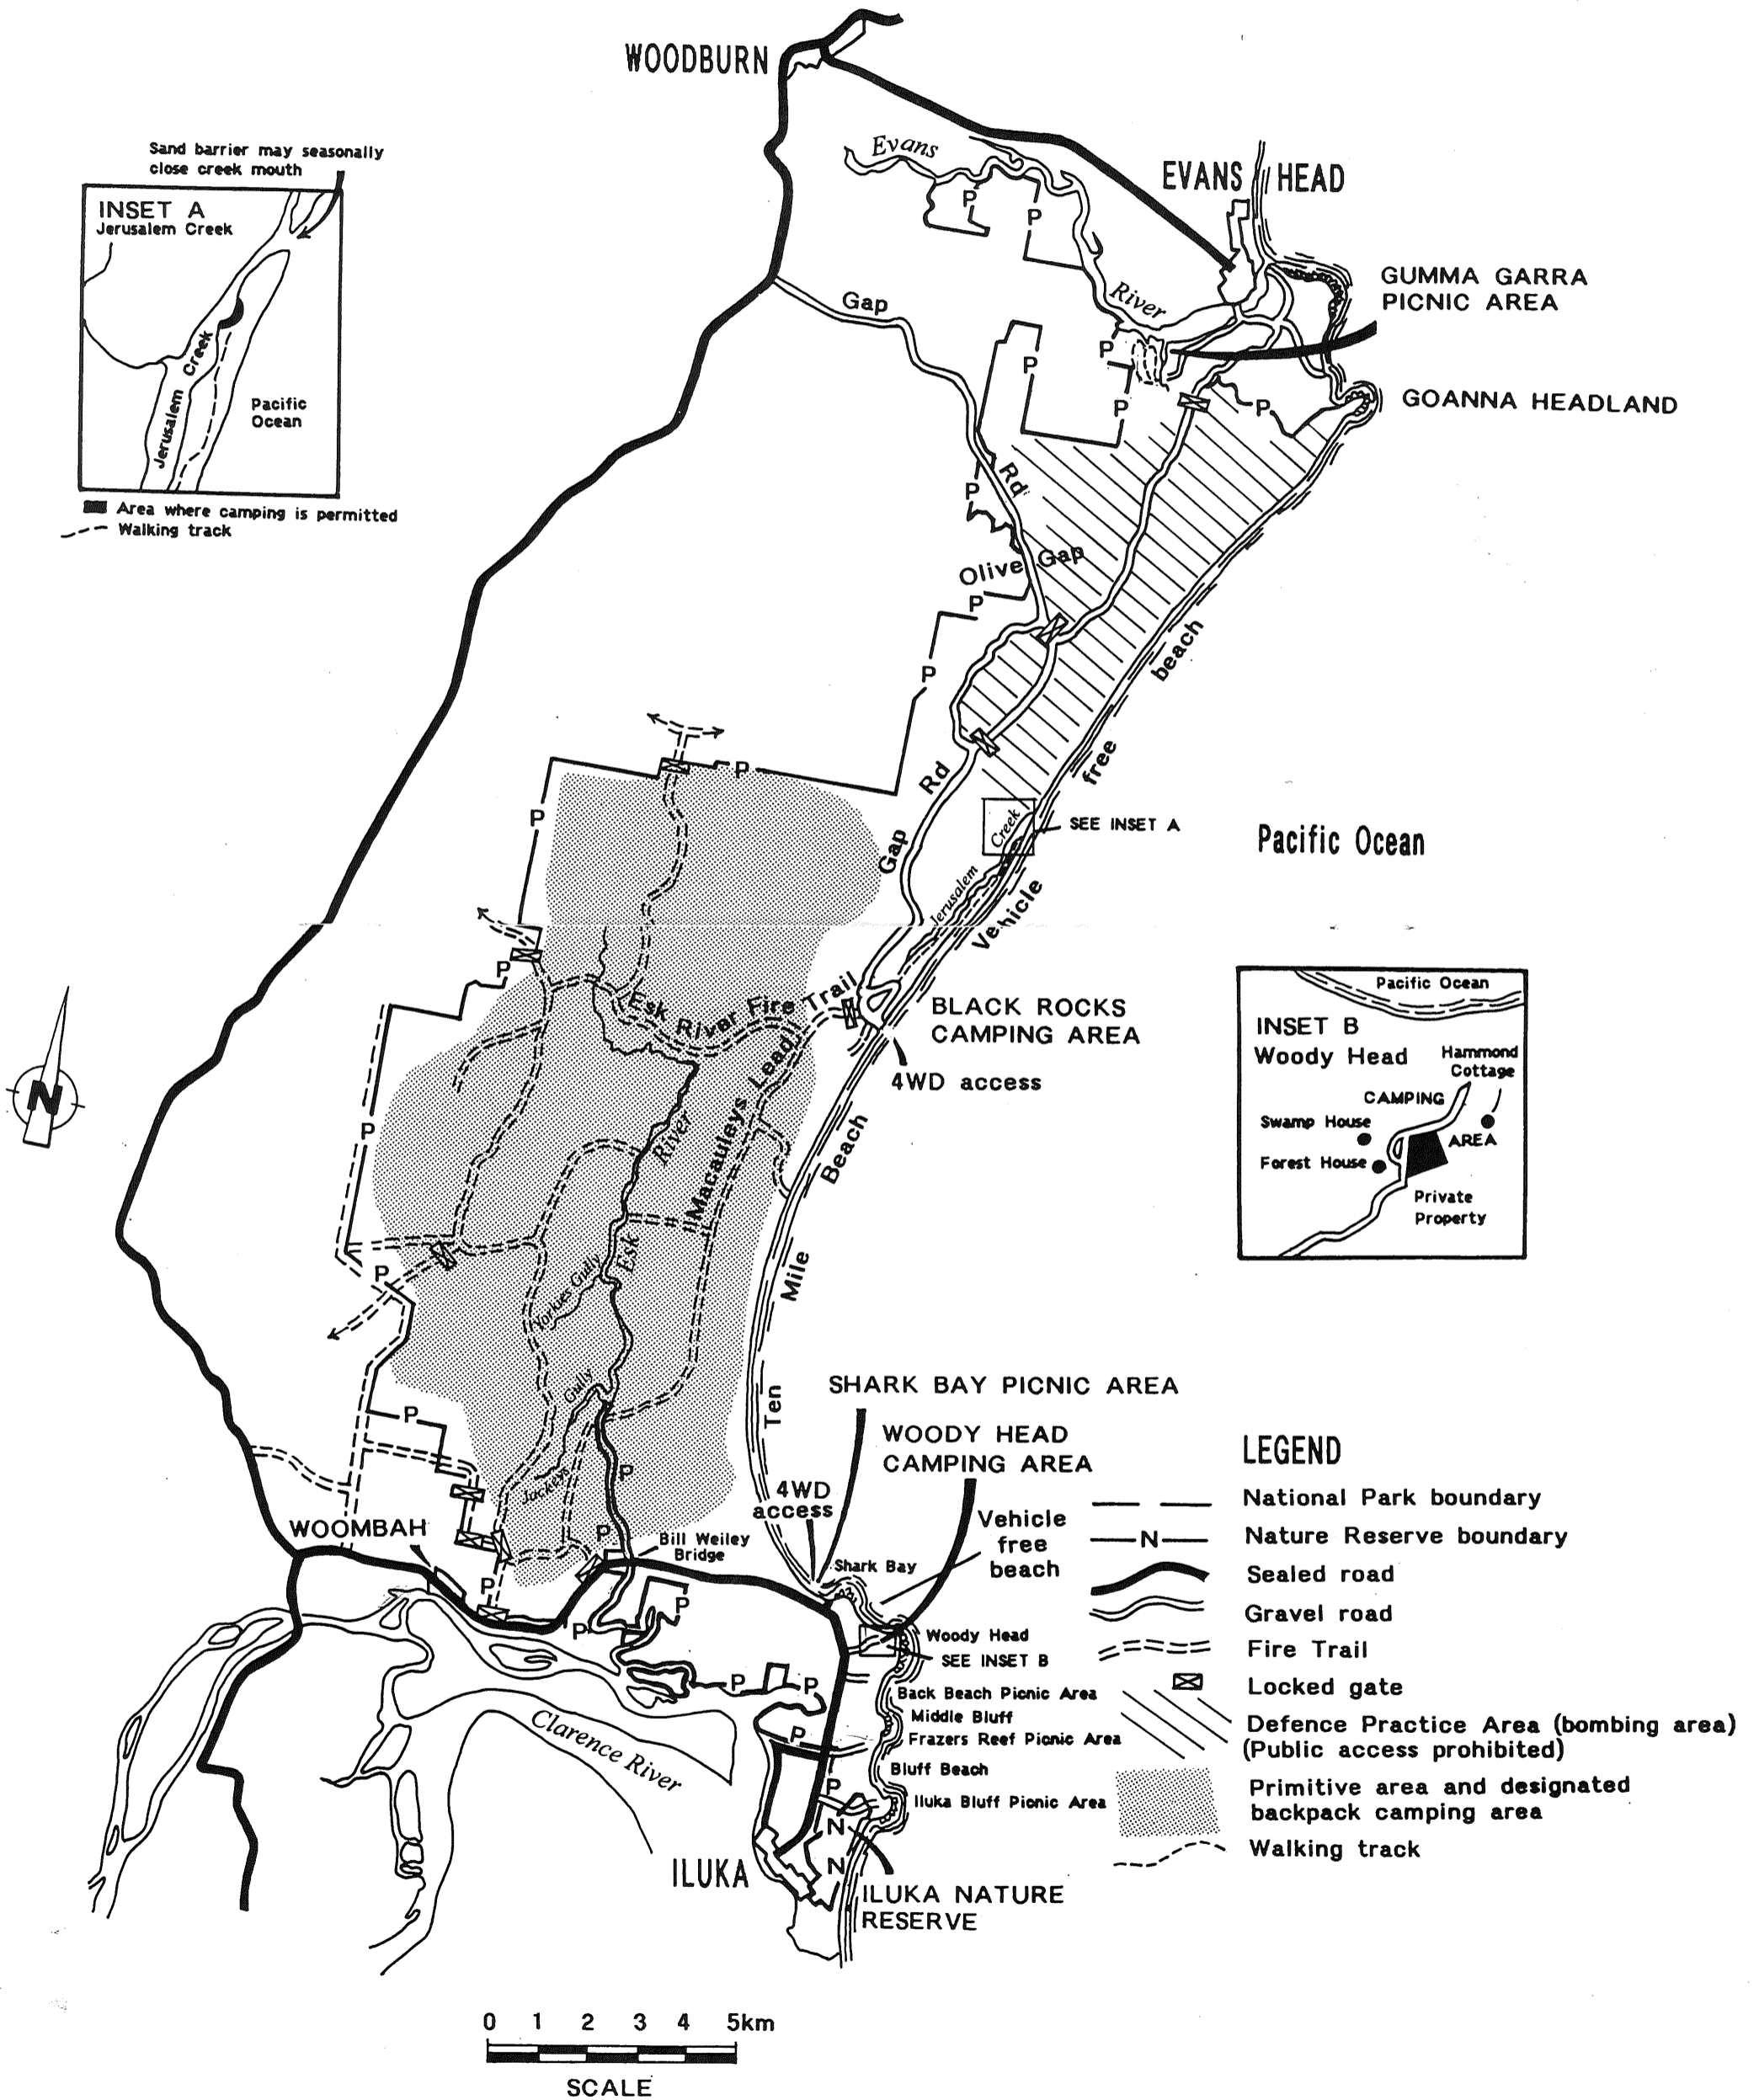 WOODBURN
Evans
EVANS HEAD
Sand barrier may seasonally
close creek mouth
INSET A
Jerusalem Creek
Jerusalem Creek
Pacific
Ocean
Area where camping is permitted
Walking track
River
GUMMA GARRA
PICNIC AREA
Gap
Rd
P
P
P
P
P
P
GOANNA HEADLAND
P
Olive Gap
P
P
beach
free
Vehicle
Gap Rd
P
P
Creek
Jerusalem
SEE INSET A
Pacific Ocean
P
Esk River Fire Trail
BLACK ROCKS
CAMPING AREA
4WD access
N
P
Macauleys Lead
River
Esk
Beach
Mile
Ten
Yorkies Gully
P
Pacific Ocean
INSET B
Woody Head
Hammond
Cottage
CAMPING
AREA
Swamp House
Forest House
Private
Property
Gully
Jackys
P
P
SHARK BAY PICNIC AREA
WOODY HEAD
CAMPING AREA
4WD
access
Vehicle
free
beach
WOOMBAH
P
Bill Weiley
Bridge
Shark Bay
P
P
P
Woody Head
SEE INSET B
P
P
Back Beach Picnic Area
Middle Bluff
Frazers Reef Picnic Area
P
Clarence River
Bluff Beach
P
Iluka Bluff Picnic Area
N
N
ILUKA
ILUKA NATURE
RESERVE
LEGEND
National Park boundary
N
Nature Reserve boundary
Sealed road
Gravel road
Fire Trail
Locked gate
Defence Practice Area (bombing area)
(Public access prohibited)
Primitive area and designated
backpack camping area
Walking track
0 1 2 3 4 5km
SCALE